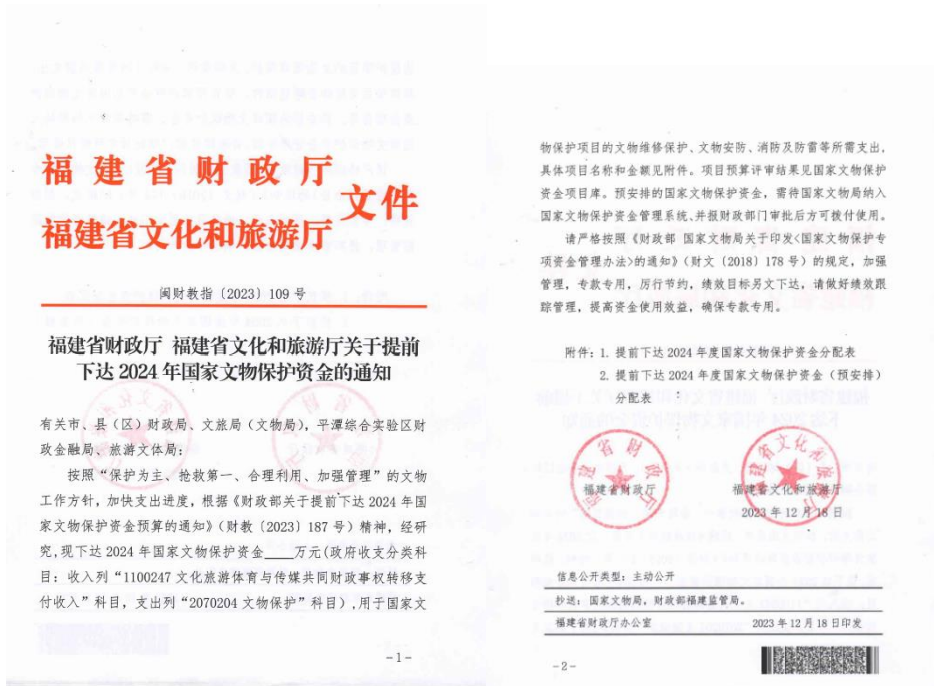 福建省财政厅
福建省文化和旅游厅
文件
闽财教指〔2023〕109号
福建省财政厅 福建省文化和旅游厅关于提前
下达2024年国家文物保护资金的通知
有关市、县（区）财政局、文旅局（文物局），平潭综合实验区财
政金融局、旅游文体局：
按照“保护为主、抢救第一、合理利用、加强管理”的文物
工作方针，加快支出进度，根据《财政部关于提前下达2024年国
家文物保护资金预算的通知》（财教〔2023〕187号）精神，经研
究，现下达2024年国家文物保护资金____万元（政府收支分类科
目：收入列“1100247文化旅游体育与传媒共同财政事权转移支
付收入”科目，支出列“2070204文物保护”科目），用于国家文
-1-
物保护项目的文物维修保护、文物安防、消防及防雷等所需支出，
具体项目名称和金额见附件。项目预算评审结果见国家文物保护
资金项目库。预安排的国家文物保护资金，需待国家文物局纳入
国家文物保护资金管理系统、并报财政部门审批后方可拨付使用。
请严格按照《财政部 国家文物局关于印发<国家文物保护专
项资金管理办法>的通知》（财文〔2018〕178号）的规定，加强
管理，专款专用，厉行节约，绩效目标另文下达，请做好绩效跟
踪管理，提高资金使用效益，确保专款专用。
附件：1. 提前下达2024年度国家文物保护资金分配表
2. 提前下达2024年度国家文物保护资金（预安排）
分配表
福建省财政厅
福建省文化和旅游厅
福建省财政厅 福建省文化和旅游厅
2023年12月18日
信息公开类型：主动公开
抄送：国家文物局，财政部福建监管局。
福建省财政厅办公室 2023年12月18日印发
-2-